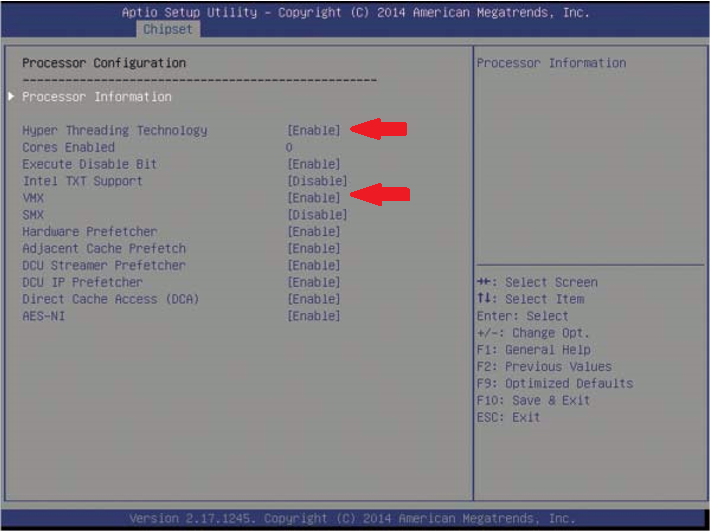 Aptio Setup Utility – Copyright (C) 2014 American Megatrends, Inc.
Chipset
Processor Configuration
--------------------------------------------------
Processor Information
Hyper Threading Technology [Enable]
Cores Enabled 0
Execute Disable Bit [Enable]
Intel TXT Support [Disable]
VMX [Enable]
SMX [Disable]
Hardware Prefetcher [Enable]
Adjacent Cache Prefetch [Enable]
DCU Streamer Prefetcher [Enable]
DCU IP Prefetcher [Enable]
Direct Cache Access (DCA) [Enable]
AES-NI [Enable]
Processor Information
→←: Select Screen
↑↓: Select Item
Enter: Select
+/-: Change Opt.
F1: General Help
F2: Previous Values
F9: Optimized Defaults
F10: Save & Exit
ESC: Exit
Version 2.17.1245. Copyright (C) 2014 American Megatrends, Inc.